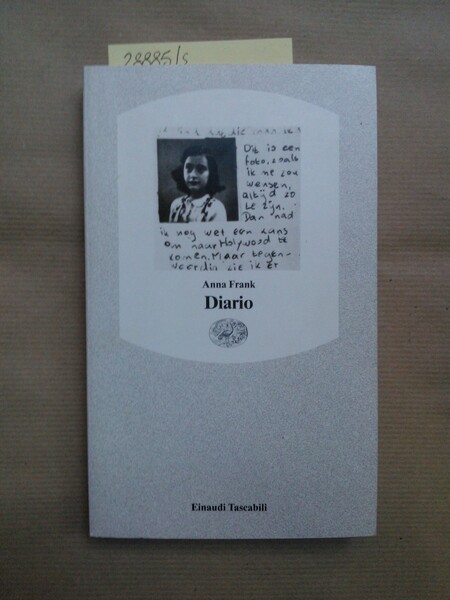 28885/s
Dit is een
foto, zoals
ik me zou
wensen,
altijd zo
te zijn.
Dan had
ik nog wel een kans
om naar Holywood te
komen. Maar tegen-
woordig zie ik er
Anna Frank
Diario
Einaudi Tascabili